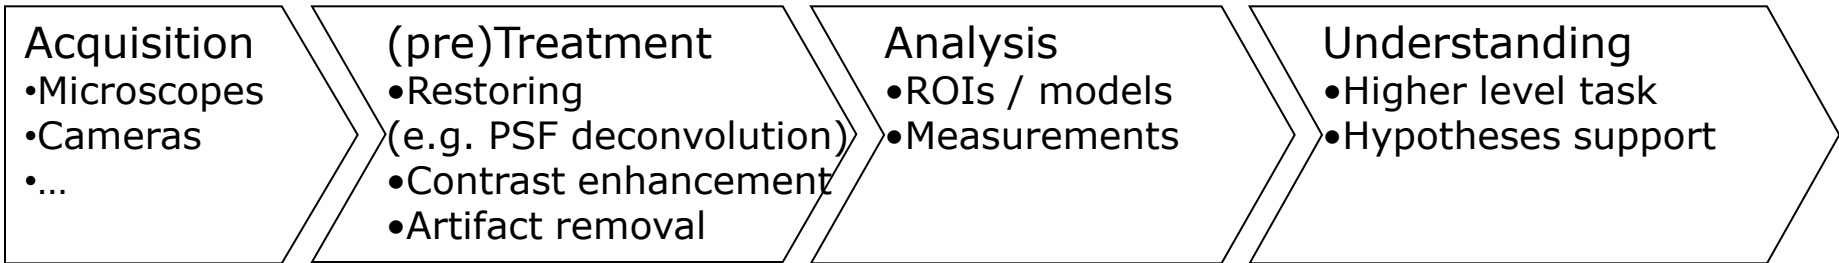 Acquisition
•Microscopes
•Cameras
•...
(pre)Treatment
•Restoring
(e.g. PSF deconvolution)
•Contrast enhancement
•Artifact removal
Analysis
•ROIs / models
•Measurements
Understanding
•Higher level task
•Hypotheses support